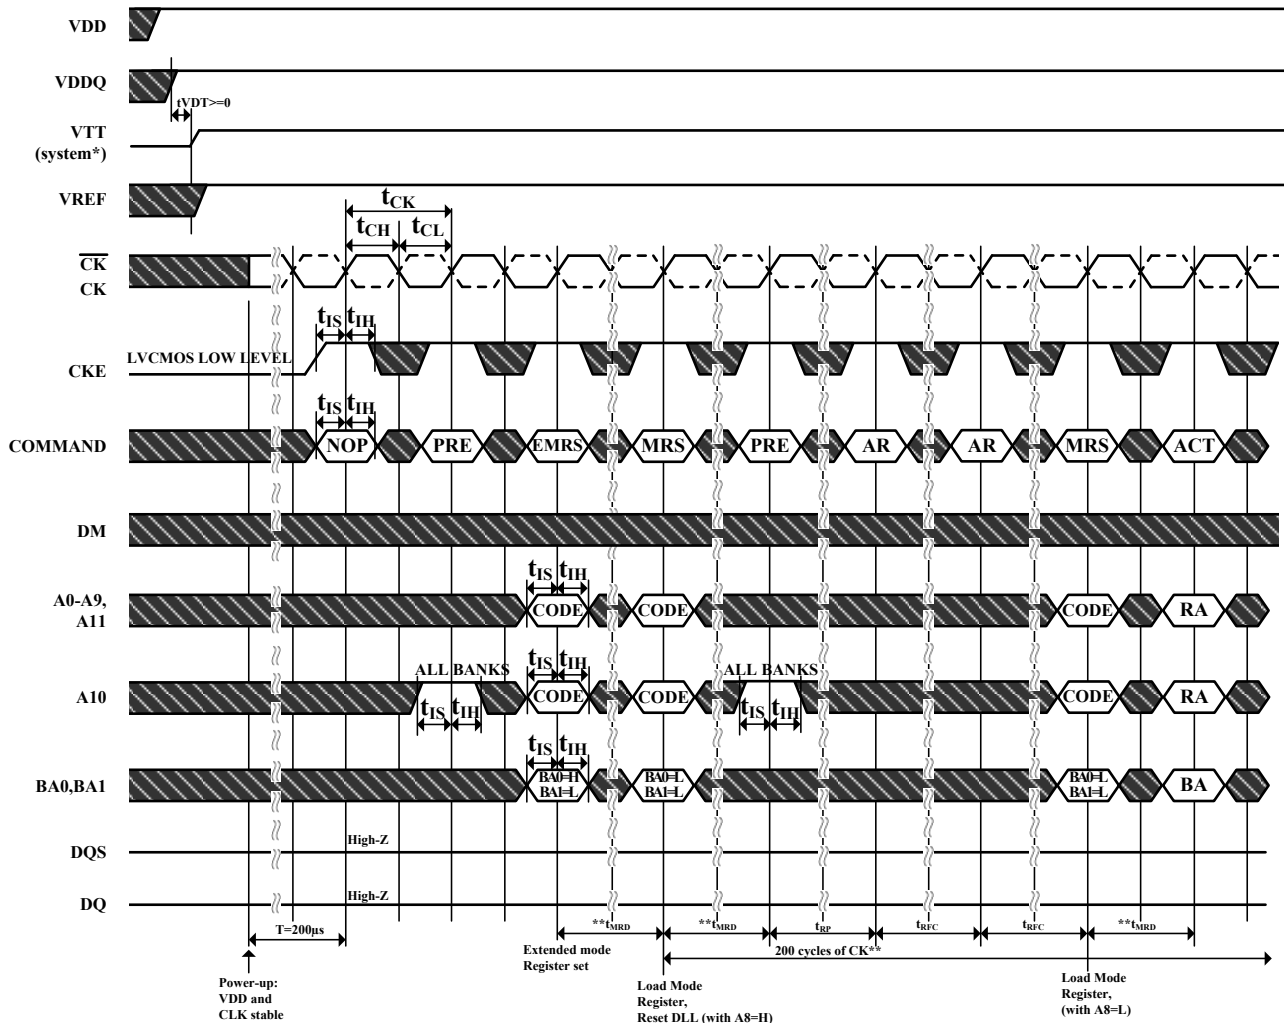 VDD
VDDQ
tVDT>=0
VTT
(system*)
VREF
tCK
tCH tCL
CK
CK
tIS tIH
LVCMOS LOW LEVEL
CKE
tIS tIH
COMMAND NOP PRE EMRS MRS PRE AR AR MRS ACT
DM
tIS tIH
A0-A9,
A11
CODE CODE CODE RA
ALL BANKS tIS tIH ALL BANKS
A10 CODE CODE CODE RA
tIS tIH tIS tIH
tIS tIH
BA0,BA1
BA0=H BA0=L BA0=L
BA1=L BA1=L BA1=L
BA
High-Z
DQS
High-Z
DQ
**tMRD **tMRD tRP tRFC tRFC **tMRD
T=200µs
200 cycles of CK**
Extended mode
Register set
Power-up:
VDD and
CLK stable
Load Mode
Register,
Reset DLL (with A8=H)
Load Mode
Register,
(with A8=L)